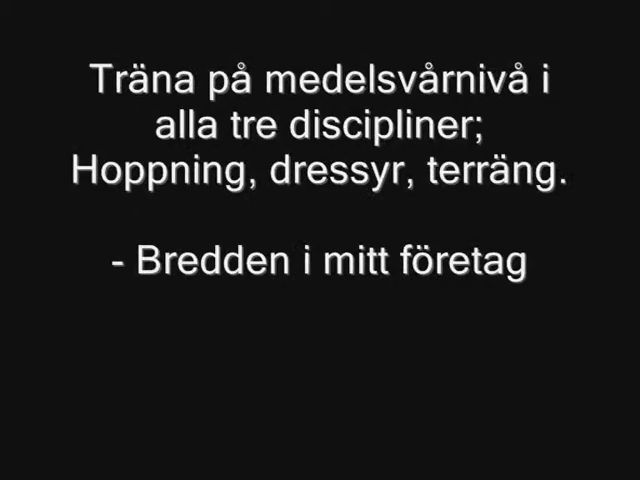 Träna på medelsvårnivå i
alla tre discipliner;
Hoppning, dressyr, terräng.
- Bredden i mitt företag